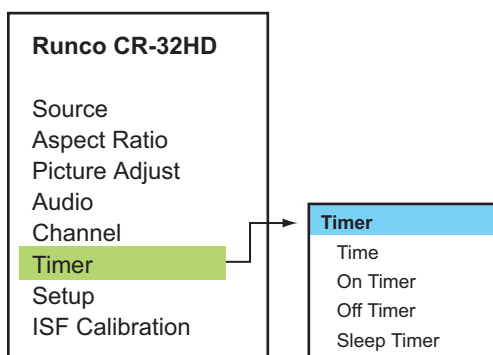 Runco CR-32HD
Source
Aspect Ratio
Picture Adjust
Audio
Channel
Timer
Setup
ISF Calibration
Timer
Time
On Timer
Off Timer
Sleep Timer